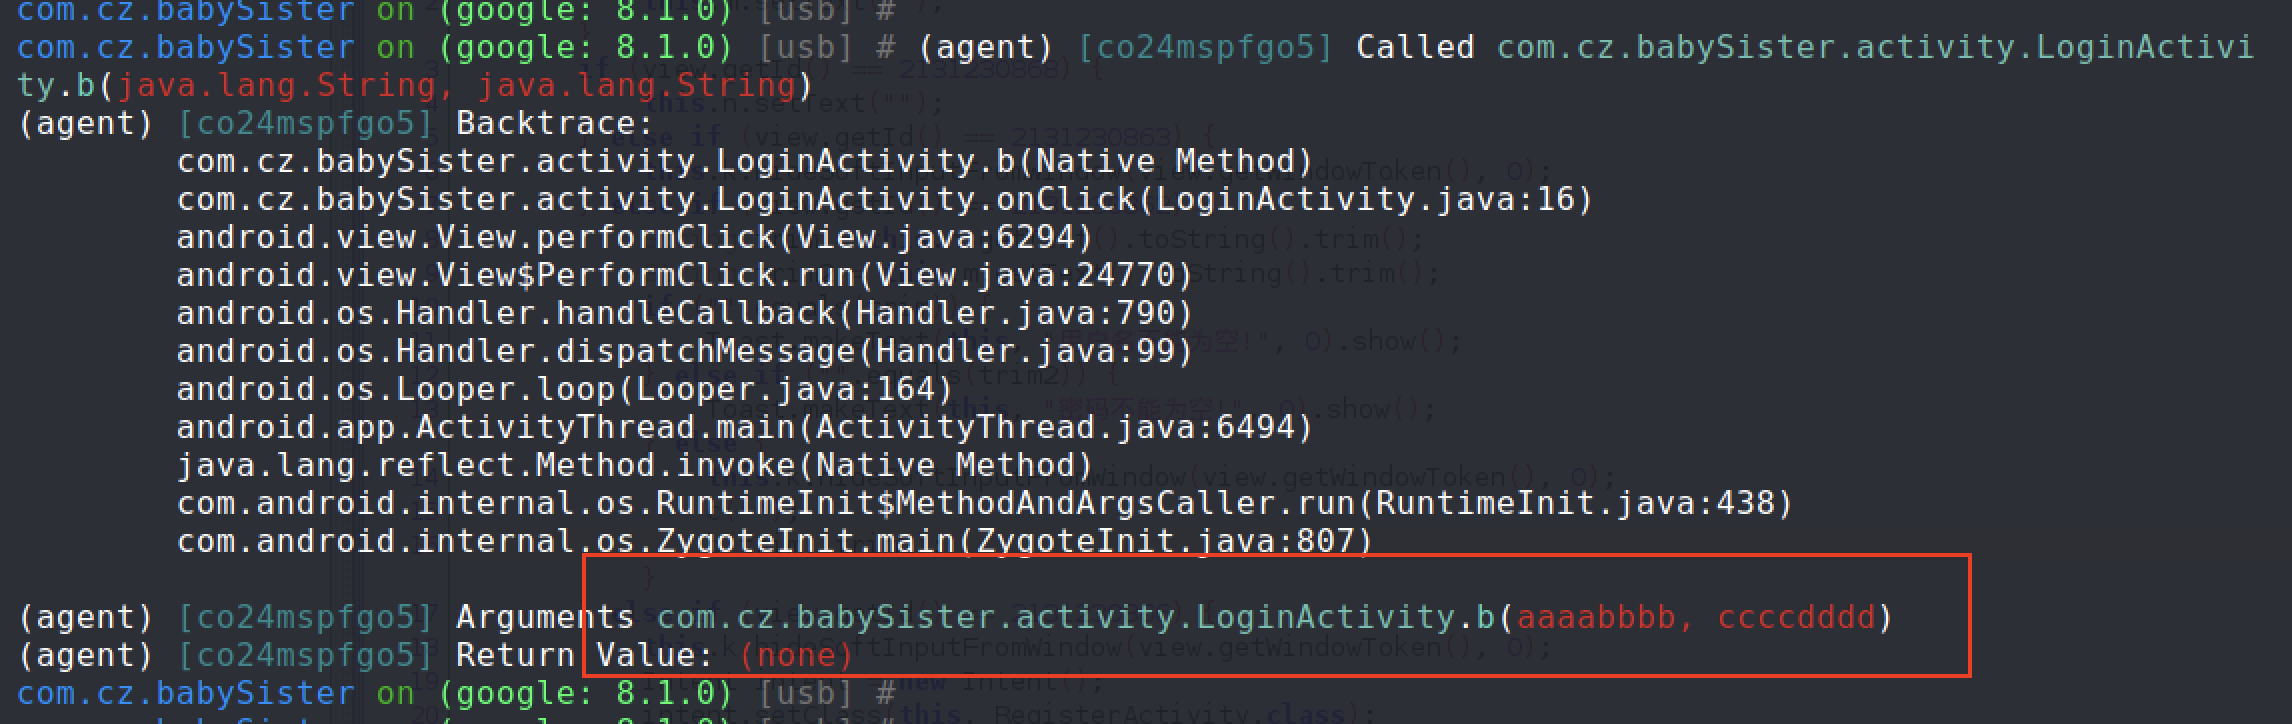 com.cz.babySister on (google: 8.1.0) [usb] #
com.cz.babySister on (google: 8.1.0) [usb] # (agent) [co24mspfgo5] Called com.cz.babySister.activity.LoginActivi
ty.b(java.lang.String, java.lang.String)
(agent) [co24mspfgo5] Backtrace:
com.cz.babySister.activity.LoginActivity.b(Native Method)
com.cz.babySister.activity.LoginActivity.onClick(LoginActivity.java:16)
android.view.View.performClick(View.java:6294)
android.view.View$PerformClick.run(View.java:24770)
android.os.Handler.handleCallback(Handler.java:790)
android.os.Handler.dispatchMessage(Handler.java:99)
android.os.Looper.loop(Looper.java:164)
android.app.ActivityThread.main(ActivityThread.java:6494)
java.lang.reflect.Method.invoke(Native Method)
com.android.internal.os.RuntimeInit$MethodAndArgsCaller.run(RuntimeInit.java:438)
com.android.internal.os.ZygoteInit.main(ZygoteInit.java:807)
(agent) [co24mspfgo5] Arguments com.cz.babySister.activity.LoginActivity.b(aaaabbbb, ccccdddd)
(agent) [co24mspfgo5] Return Value: (none)
com.cz.babySister on (google: 8.1.0) [usb] #